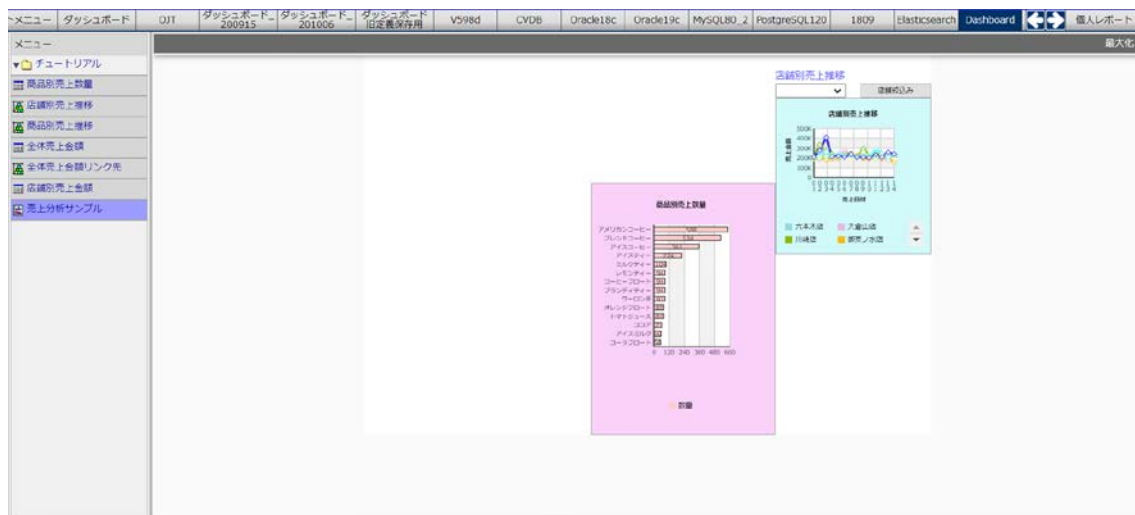 メニュー ダッシュボード OJT ダッシュボード_200915 ダッシュボード_201006 ダッシュボード旧定義保存用 V598d CVDB Oracle18c Oracle19c MySQL80_2 PostgreSQL120 1809 Elasticsearch Dashboard 個人レポート
メニュー
最大化
チュートリアル
商品別売上数量
店舗別売上推移
商品別売上推移
全体売上金額
全体売上金額リンク先
店舗別売上金額
売上分析サンプル
店舗別売上推移
店舗絞込み
店舗別売上推移
500K
400K
300K
200K
100K
0
売上金額
売上日付
六本木店 大倉山店
川崎店 御茶ノ水店
商品別売上数量
アメリカンコーヒー
ブレンドコーヒー
アイスコーヒー
アイスティー
ミルクティー
レモンティー
コーヒーフロート
ブランディティー
ウーロン茶
オレンジフロート
トマトジュース
ココア
アイスミルク
コーラフロート
0 120 240 360 480 600
数量